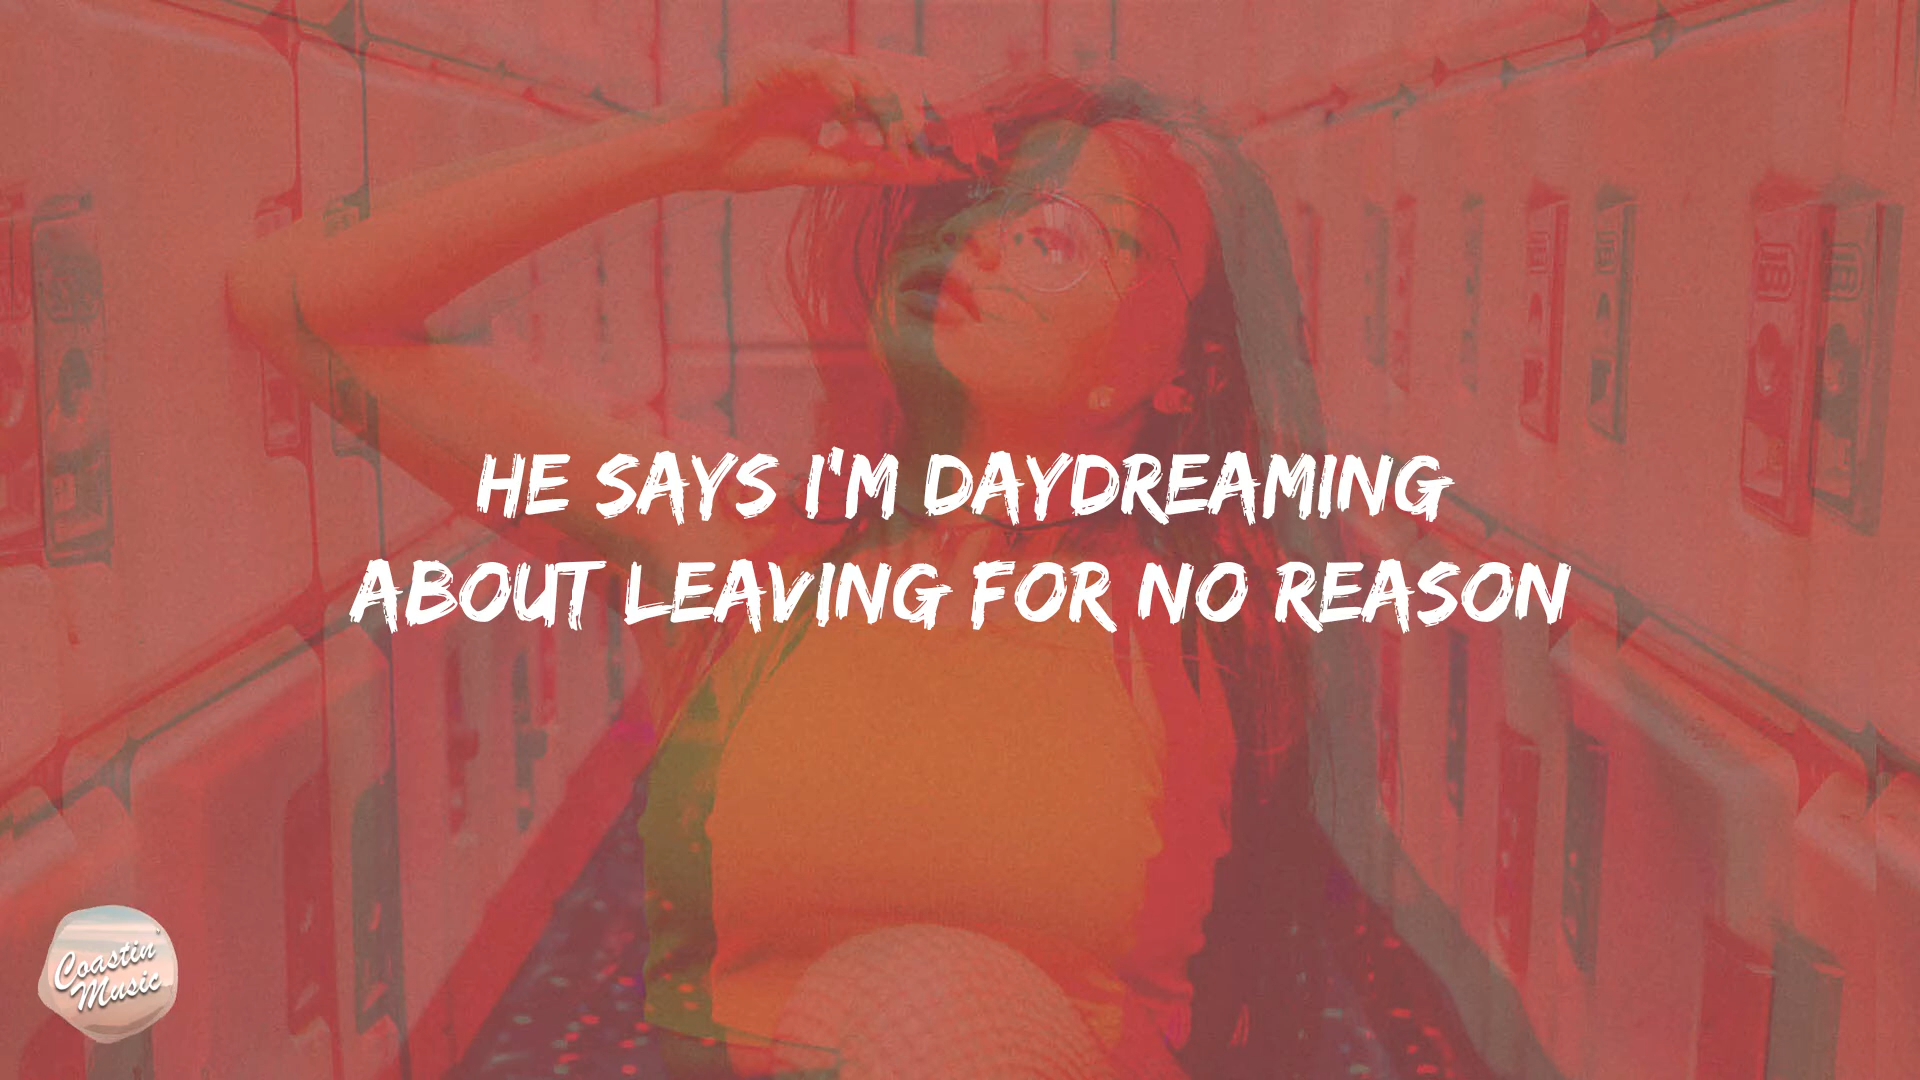 HE SAYS I'M DAYDREAMING
ABOUT LEAVING FOR NO REASON
Coastin'
Music